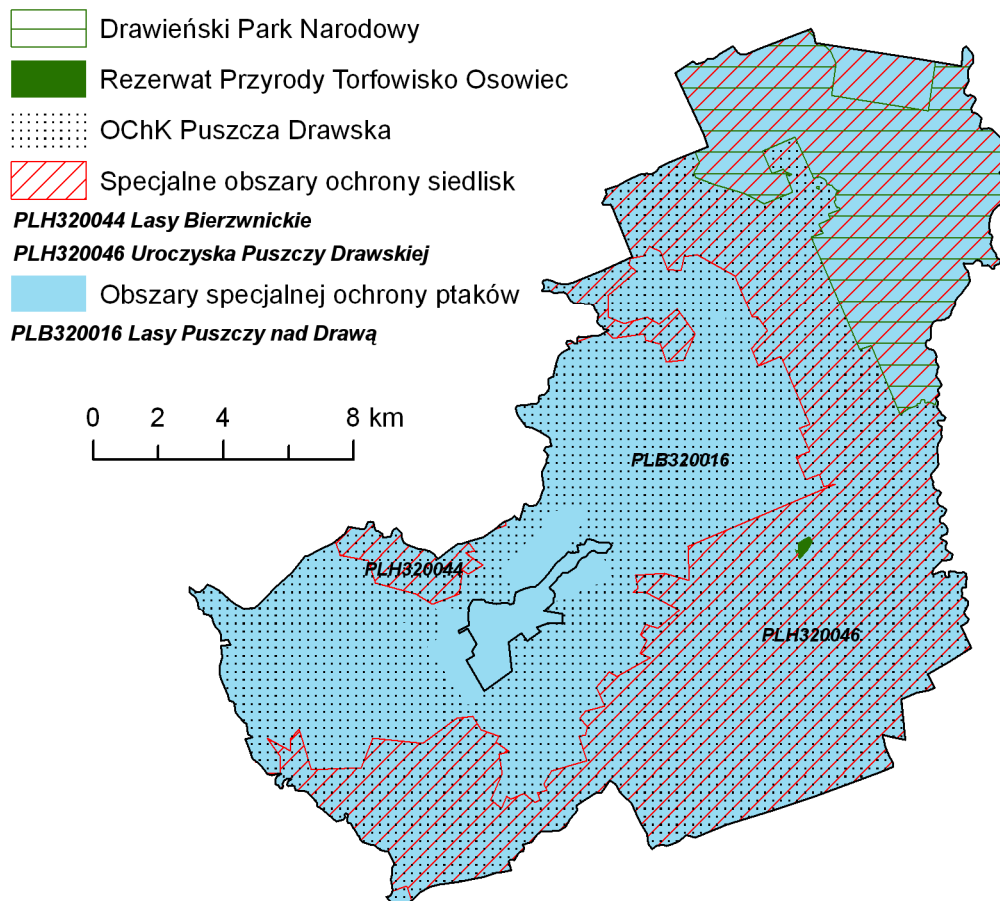 Drawieński Park Narodowy
Rezerwat Przyrody Torfowisko Osowiec
OChK Puszcza Drawska
Specjalne obszary ochrony siedlisk
PLH320044 Lasy Bierzwnickie
PLH320046 Uroczyska Puszczy Drawskiej
Obszary specjalnej ochrony ptaków
PLB320016 Lasy Puszczy nad Drawą
0 2 4 8 km
PLB320016
PLH320044
PLH320046